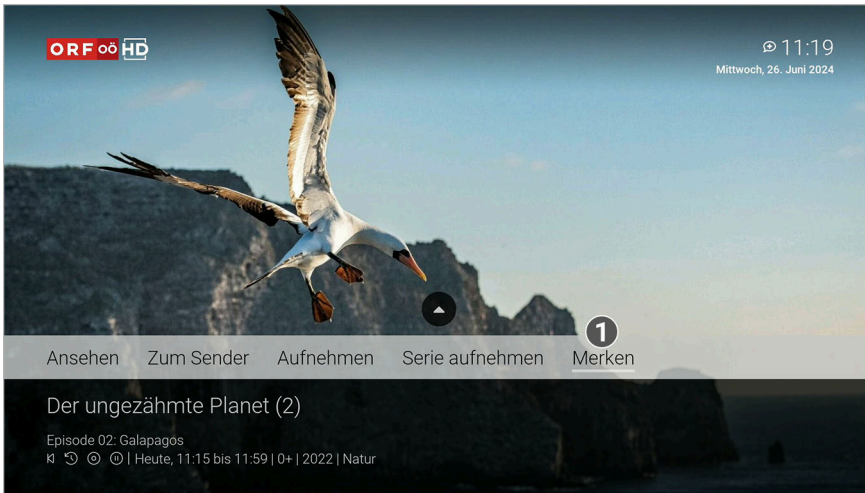 ORF oö HD
11:19
Mittwoch, 26. Juni 2024
1
Ansehen Zum Sender Aufnehmen Serie aufnehmen Merken
Der ungezähmte Planet (2)
Episode 02: Galapagos
| Heute, 11:15 bis 11:59 | 0+ | 2022 | Natur